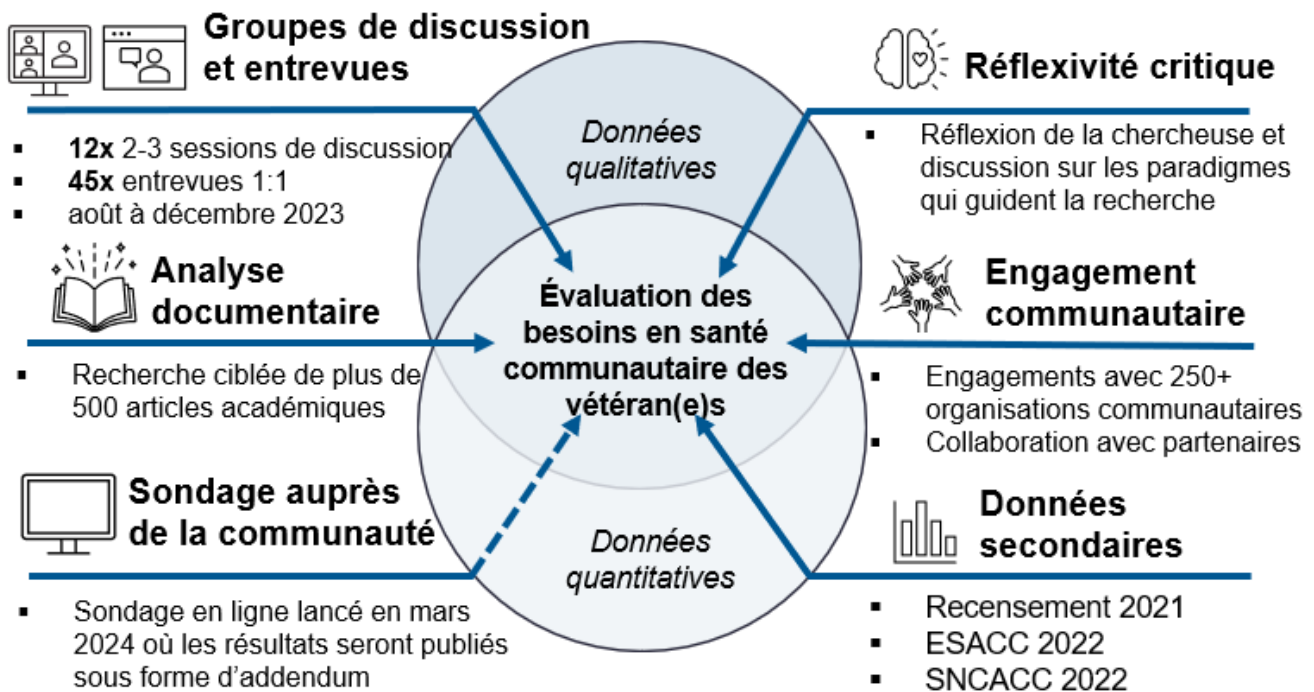 Groupes de discussion
et entrevues
12x 2-3 sessions de discussion
45x entrevues 1:1
août à décembre 2023
Analyse
documentaire
Recherche ciblée de plus de
500 articles académiques
Sondage auprès
de la communauté
Sondage en ligne lancé en mars
2024 où les résultats seront publiés
sous forme d'addendum
Données
qualitatives
Évaluation des
besoins en santé
communautaire des
vétéran(e)s
Données
quantitatives
Réflexivité critique
Réflexion de la chercheuse et
discussion sur les paradigmes
qui guident la recherche
Engagement
communautaire
Engagements avec 250+
organisations communautaires
Collaboration avec partenaires
Données
secondaires
Recensement 2021
ESACC 2022
SNCACC 2022